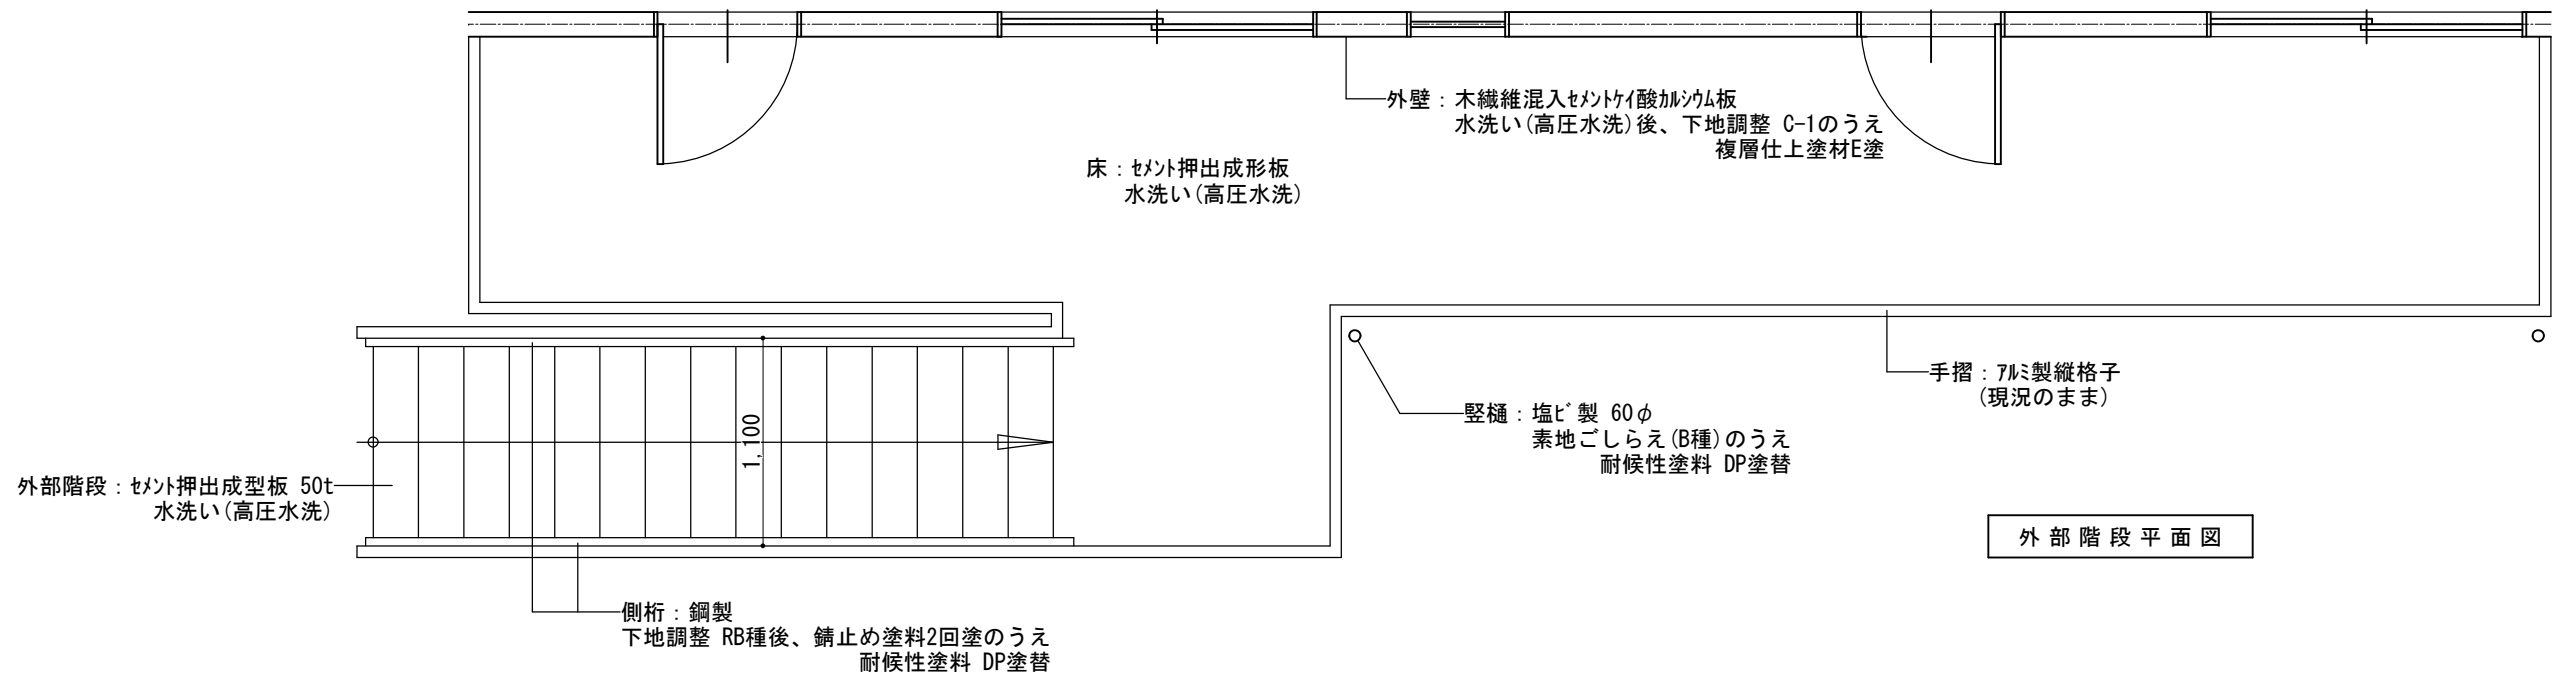 外壁：木繊維混入ｾﾒﾝﾄｹｲ酸ｶﾙｼｳﾑ板
水洗い(高圧水洗)後、下地調整 C-1のうえ
複層仕上塗材E塗
床：ｾﾒﾝﾄ押出成形板
水洗い(高圧水洗)
手摺：ｱﾙﾐ製縦格子
(現況のまま)
竪樋：塩ﾋﾞ製 60φ
素地ごしらえ(B種)のうえ
耐候性塗料 DP塗替
1,100
外部階段：ｾﾒﾝﾄ押出成型板 50t
水洗い(高圧水洗)
外部階段平面図
側桁：鋼製
下地調整 RB種後、錆止め塗料2回塗のうえ
耐候性塗料 DP塗替